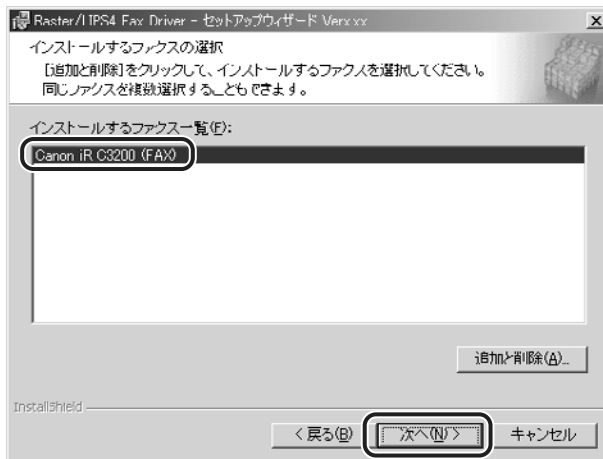 Raster/LIPS4 Fax Driver - セットアップウィザード Verx.xx
インストールするファクスの選択
[追加と削除]をクリックして、インストールするファクスを選択してください。
同じファクスを複数選択することもできます。
インストールするファクス一覧(F):
Canon iR C3200 (FAX)
追加と削除(A)...
InstallShield
< 戻る(B)
次へ(N) >
キャンセル